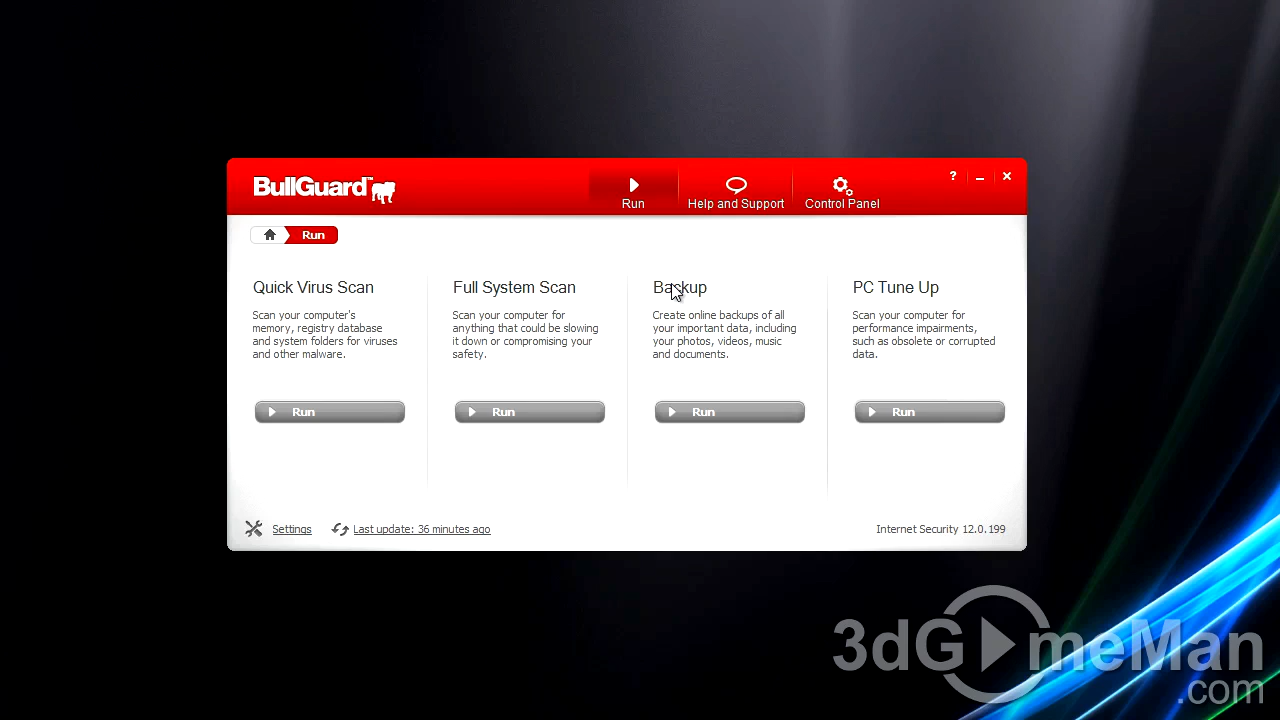 BullGuard™
Run
Help and Support
Control Panel
?
Run
Quick Virus Scan
Scan your computer's
memory, registry database
and system folders for viruses
and other malware.
Run
Full System Scan
Scan your computer for
anything that could be slowing
it down or compromising your
safety.
Run
Backup
Create online backups of all
your important data, including
your photos, videos, music
and documents.
Run
PC Tune Up
Scan your computer for
performance impairments,
such as obsolete or corrupted
data.
Run
Settings
Last update: 36 minutes ago
Internet Security 12.0.199
3dGameMan
.com